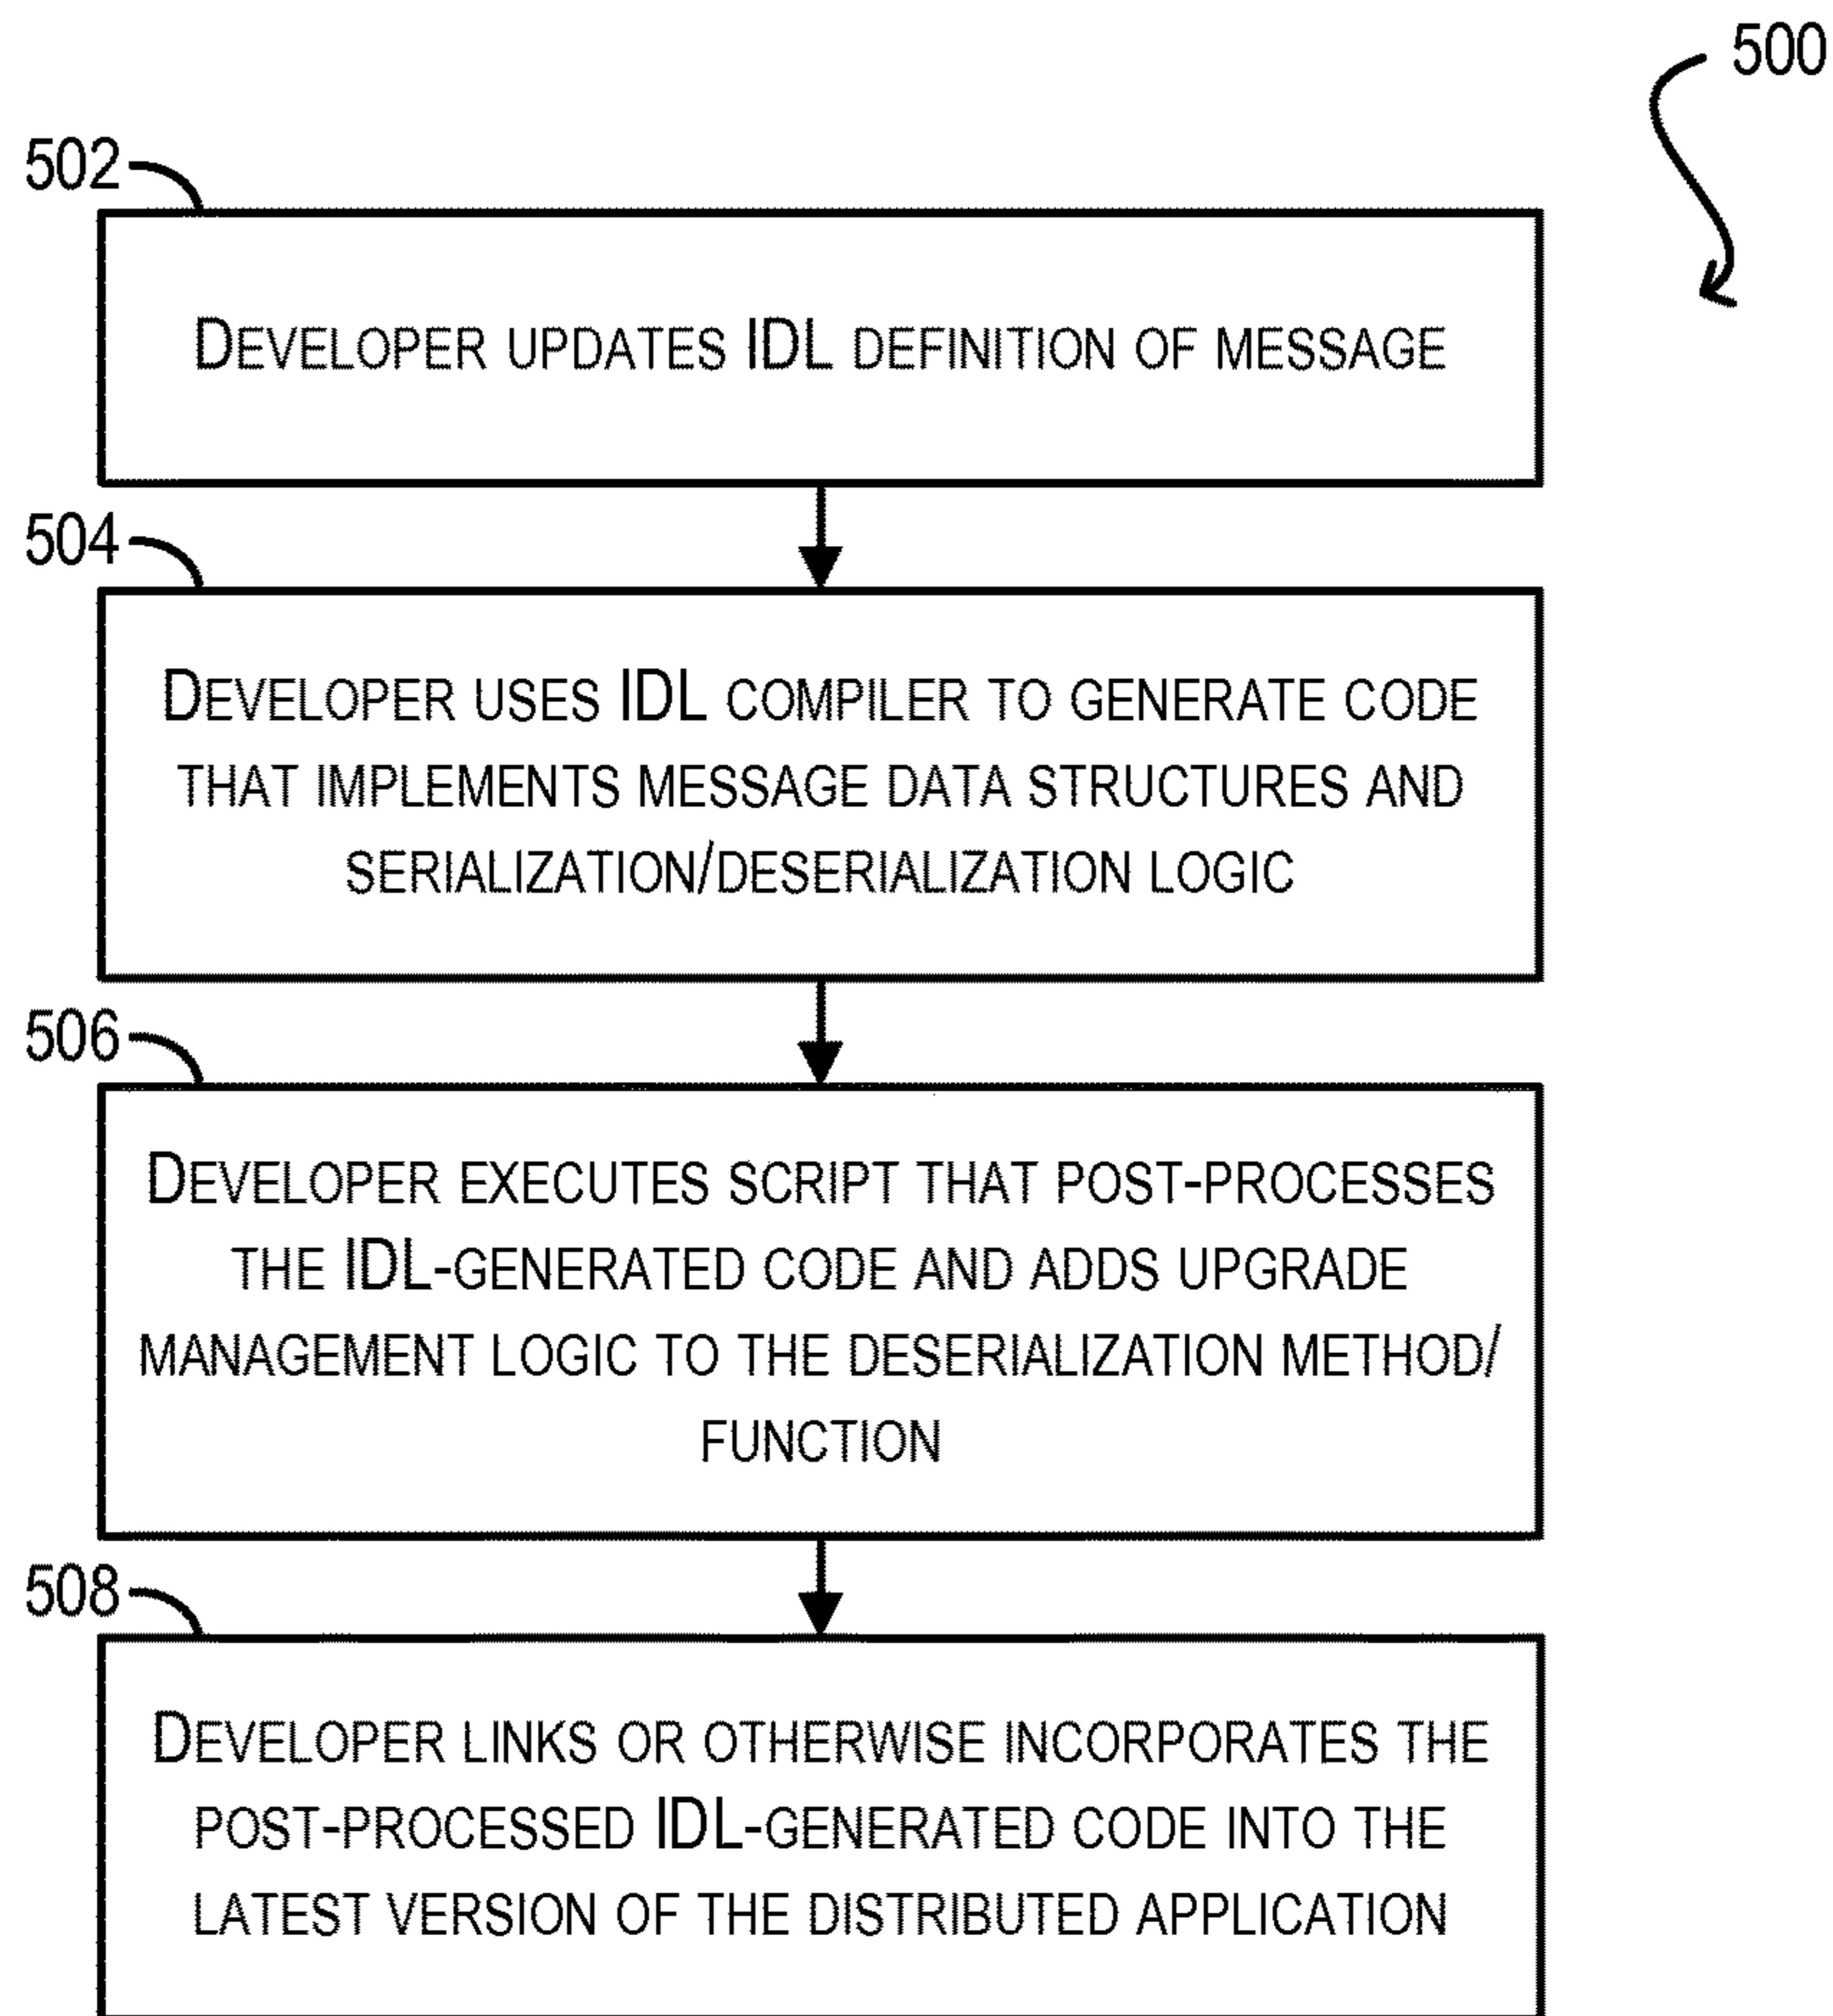 500
502
DEVELOPER UPDATES IDL DEFINITION OF MESSAGE
504
DEVELOPER USES IDL COMPILER TO GENERATE CODE
THAT IMPLEMENTS MESSAGE DATA STRUCTURES AND
SERIALIZATION/DESERIALIZATION LOGIC
506
DEVELOPER EXECUTES SCRIPT THAT POST-PROCESSES
THE IDL-GENERATED CODE AND ADDS UPGRADE
MANAGEMENT LOGIC TO THE DESERIALIZATION METHOD/
FUNCTION
508
DEVELOPER LINKS OR OTHERWISE INCORPORATES THE
POST-PROCESSED IDL-GENERATED CODE INTO THE
LATEST VERSION OF THE DISTRIBUTED APPLICATION